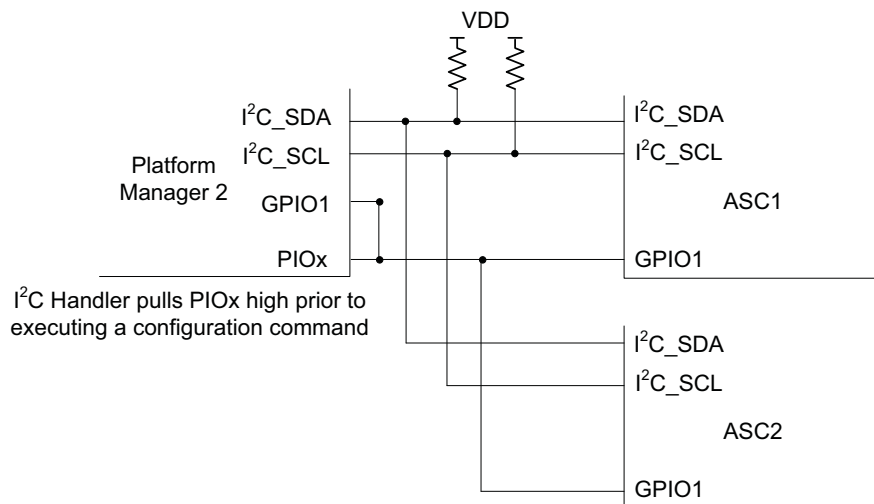 VDD
I²C_SDA
I²C_SCL
Platform
Manager 2
GPIO1
PIOx
I²C_SDA
I²C_SCL
ASC1
GPIO1
I²C Handler pulls PIOx high prior to
executing a configuration command
I²C_SDA
I²C_SCL
ASC2
GPIO1